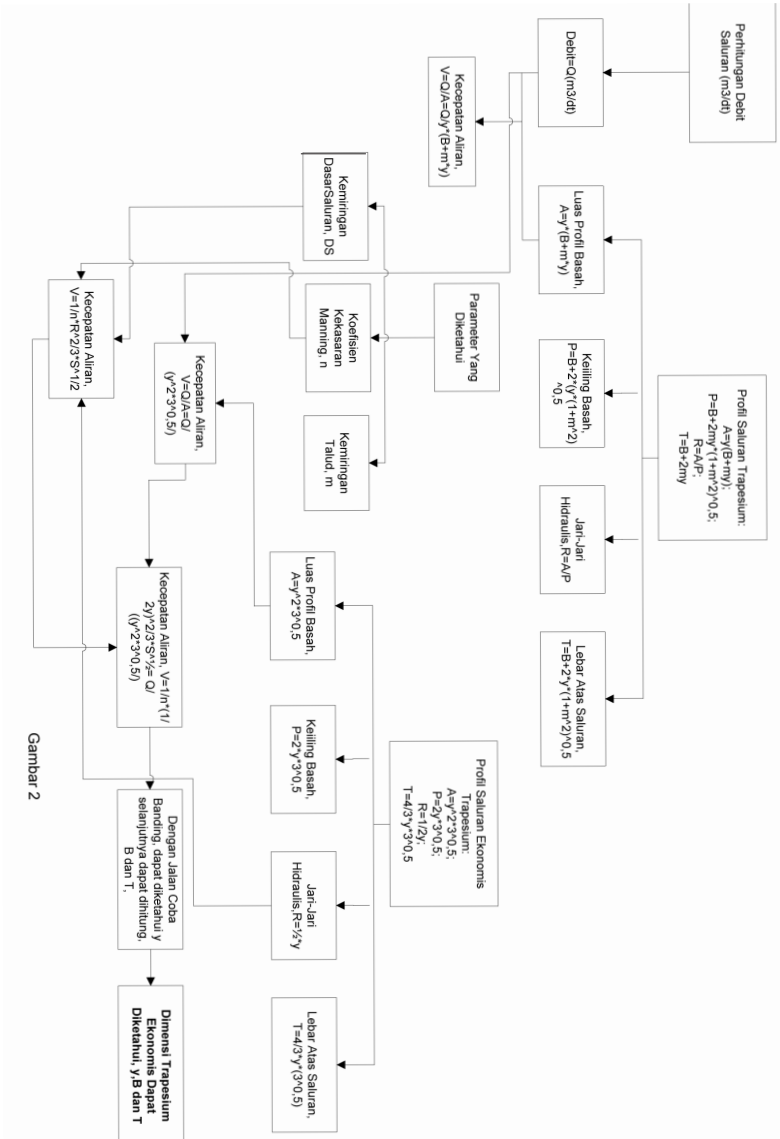 Perhitungan Debit
Saluran (m3/dt)
Debit=Q(m3/dt)
Kecepatan Aliran,
V=Q/A=Q/y*(B+m*y)
Profil Saluran Trapesium:
A=y(B+my);
P=B+2my*(1+m^2)^0,5;
R=A/P;
T=B+2my
Luas Profil Basah,
A=y*(B+m*y)
Keiiling Basah,
P=B+2*(y*(1+m^2)
^0,5
Jari-Jari
Hidraulis,R=A/P
Lebar Atas Saluran,
T=B+2*y*(1+m^2)^0,5
Parameter Yang
Diketahui
Kemiringan
DasarSaluran, DS
Koefisien
Kekasaran
Manning, n
Kemiringan
Talud, m
Profil Saluran Ekonomis
Trapesium:
A=y^2*3^0,5;
P=2y*3^0,5;
R=1/2y;
T=4/3*y*3^0,5
Luas Profil Basah,
A=y^2*3^0,5
Keiiling Basah,
P=2*y*3^0,5
Jari-Jari
Hidraulis,R=½*y
Lebar Atas Saluran,
T=4/3*y*(3^0,5)
Kecepatan Aliran,
V=Q/A=Q/
(y^2*3^0,5/)
Kecepatan Aliran,
V=1/n*R^2/3*S^1/2
Kecepatan Aliran, V=1/n*(1/
2y)^2/3*S^½= Q/
((y^2*3^0,5/)
Dengan Jalan Coba
Banding, dapat diketahui y
selanjutnya dapat dihitung,
B dan T,
Dimensi Trapesium
Ekonomis Dapat
Diketahui, y,B dan T
Gambar 2